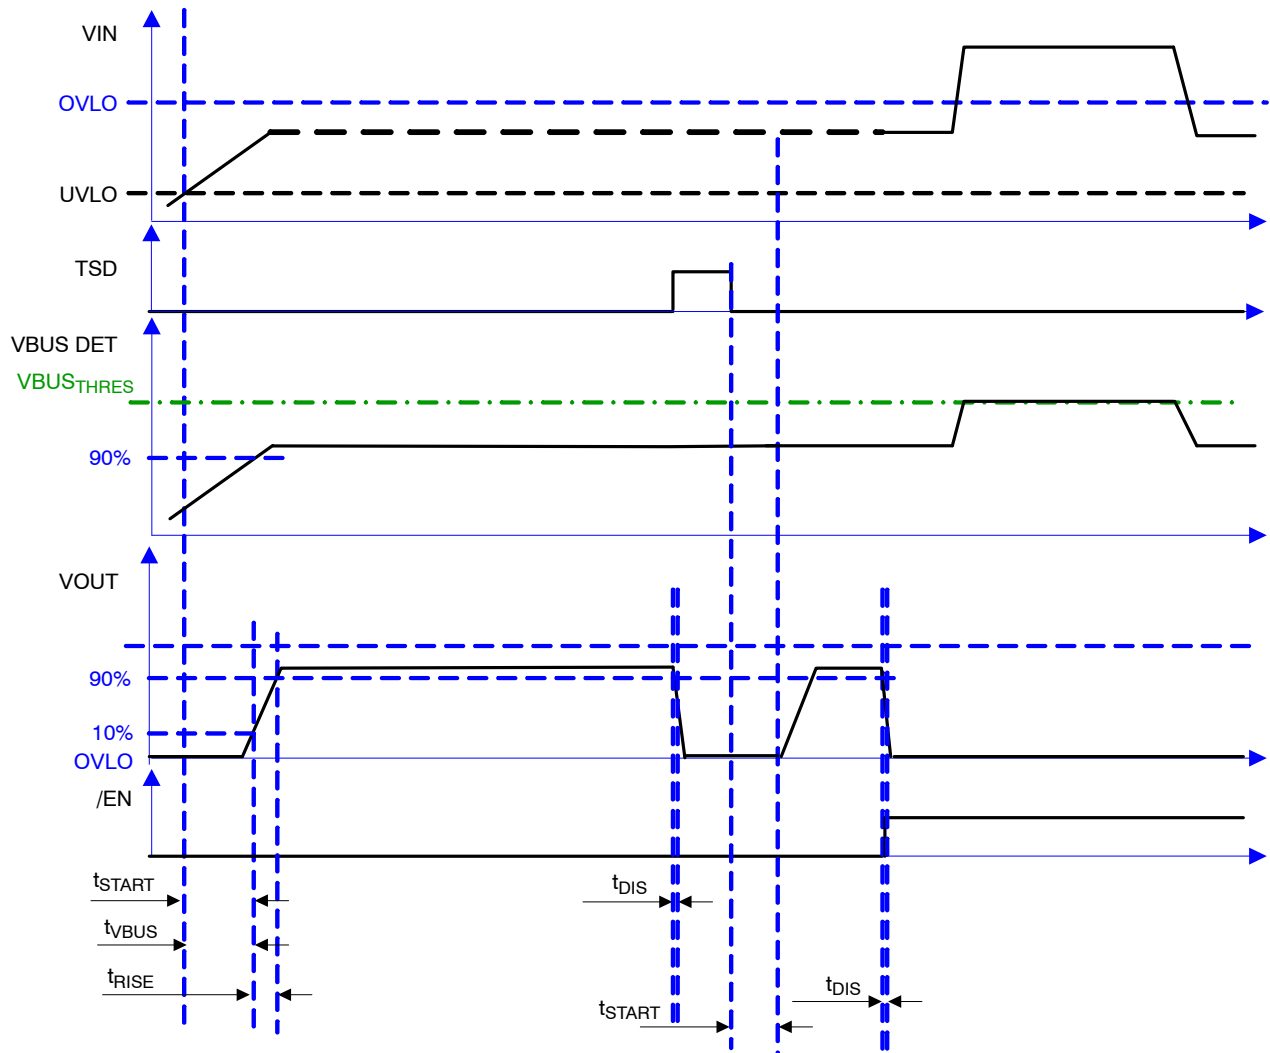 VIN
OVLO
UVLO
TSD
VBUS DET
VBUSTHRES
90%
VOUT
90%
10%
OVLO
/EN
tSTART
tDIS
tVBUS
tRISE
tDIS
tSTART